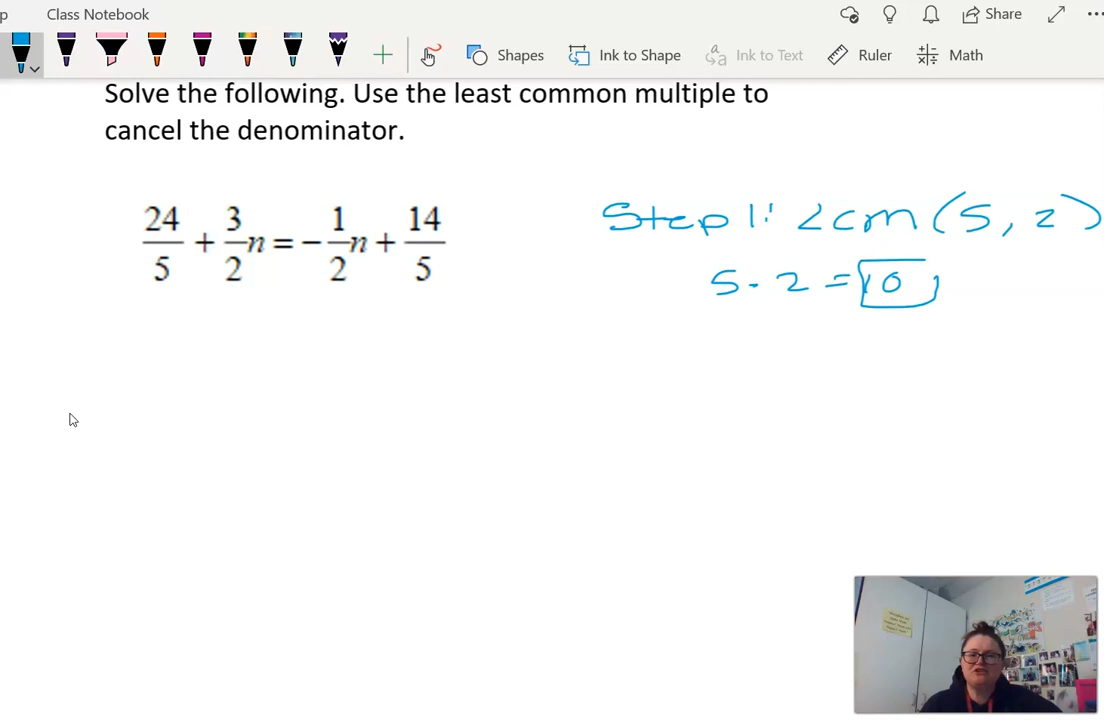 p Class Notebook Share
Shapes Ink to Shape Ink to Text Ruler Math
Solve the following. Use the least common multiple to
cancel the denominator.
24/5 + 3/2 n = - 1/2 n + 14/5
Step 1: Lcm (5, 2)
5 · 2 = 10